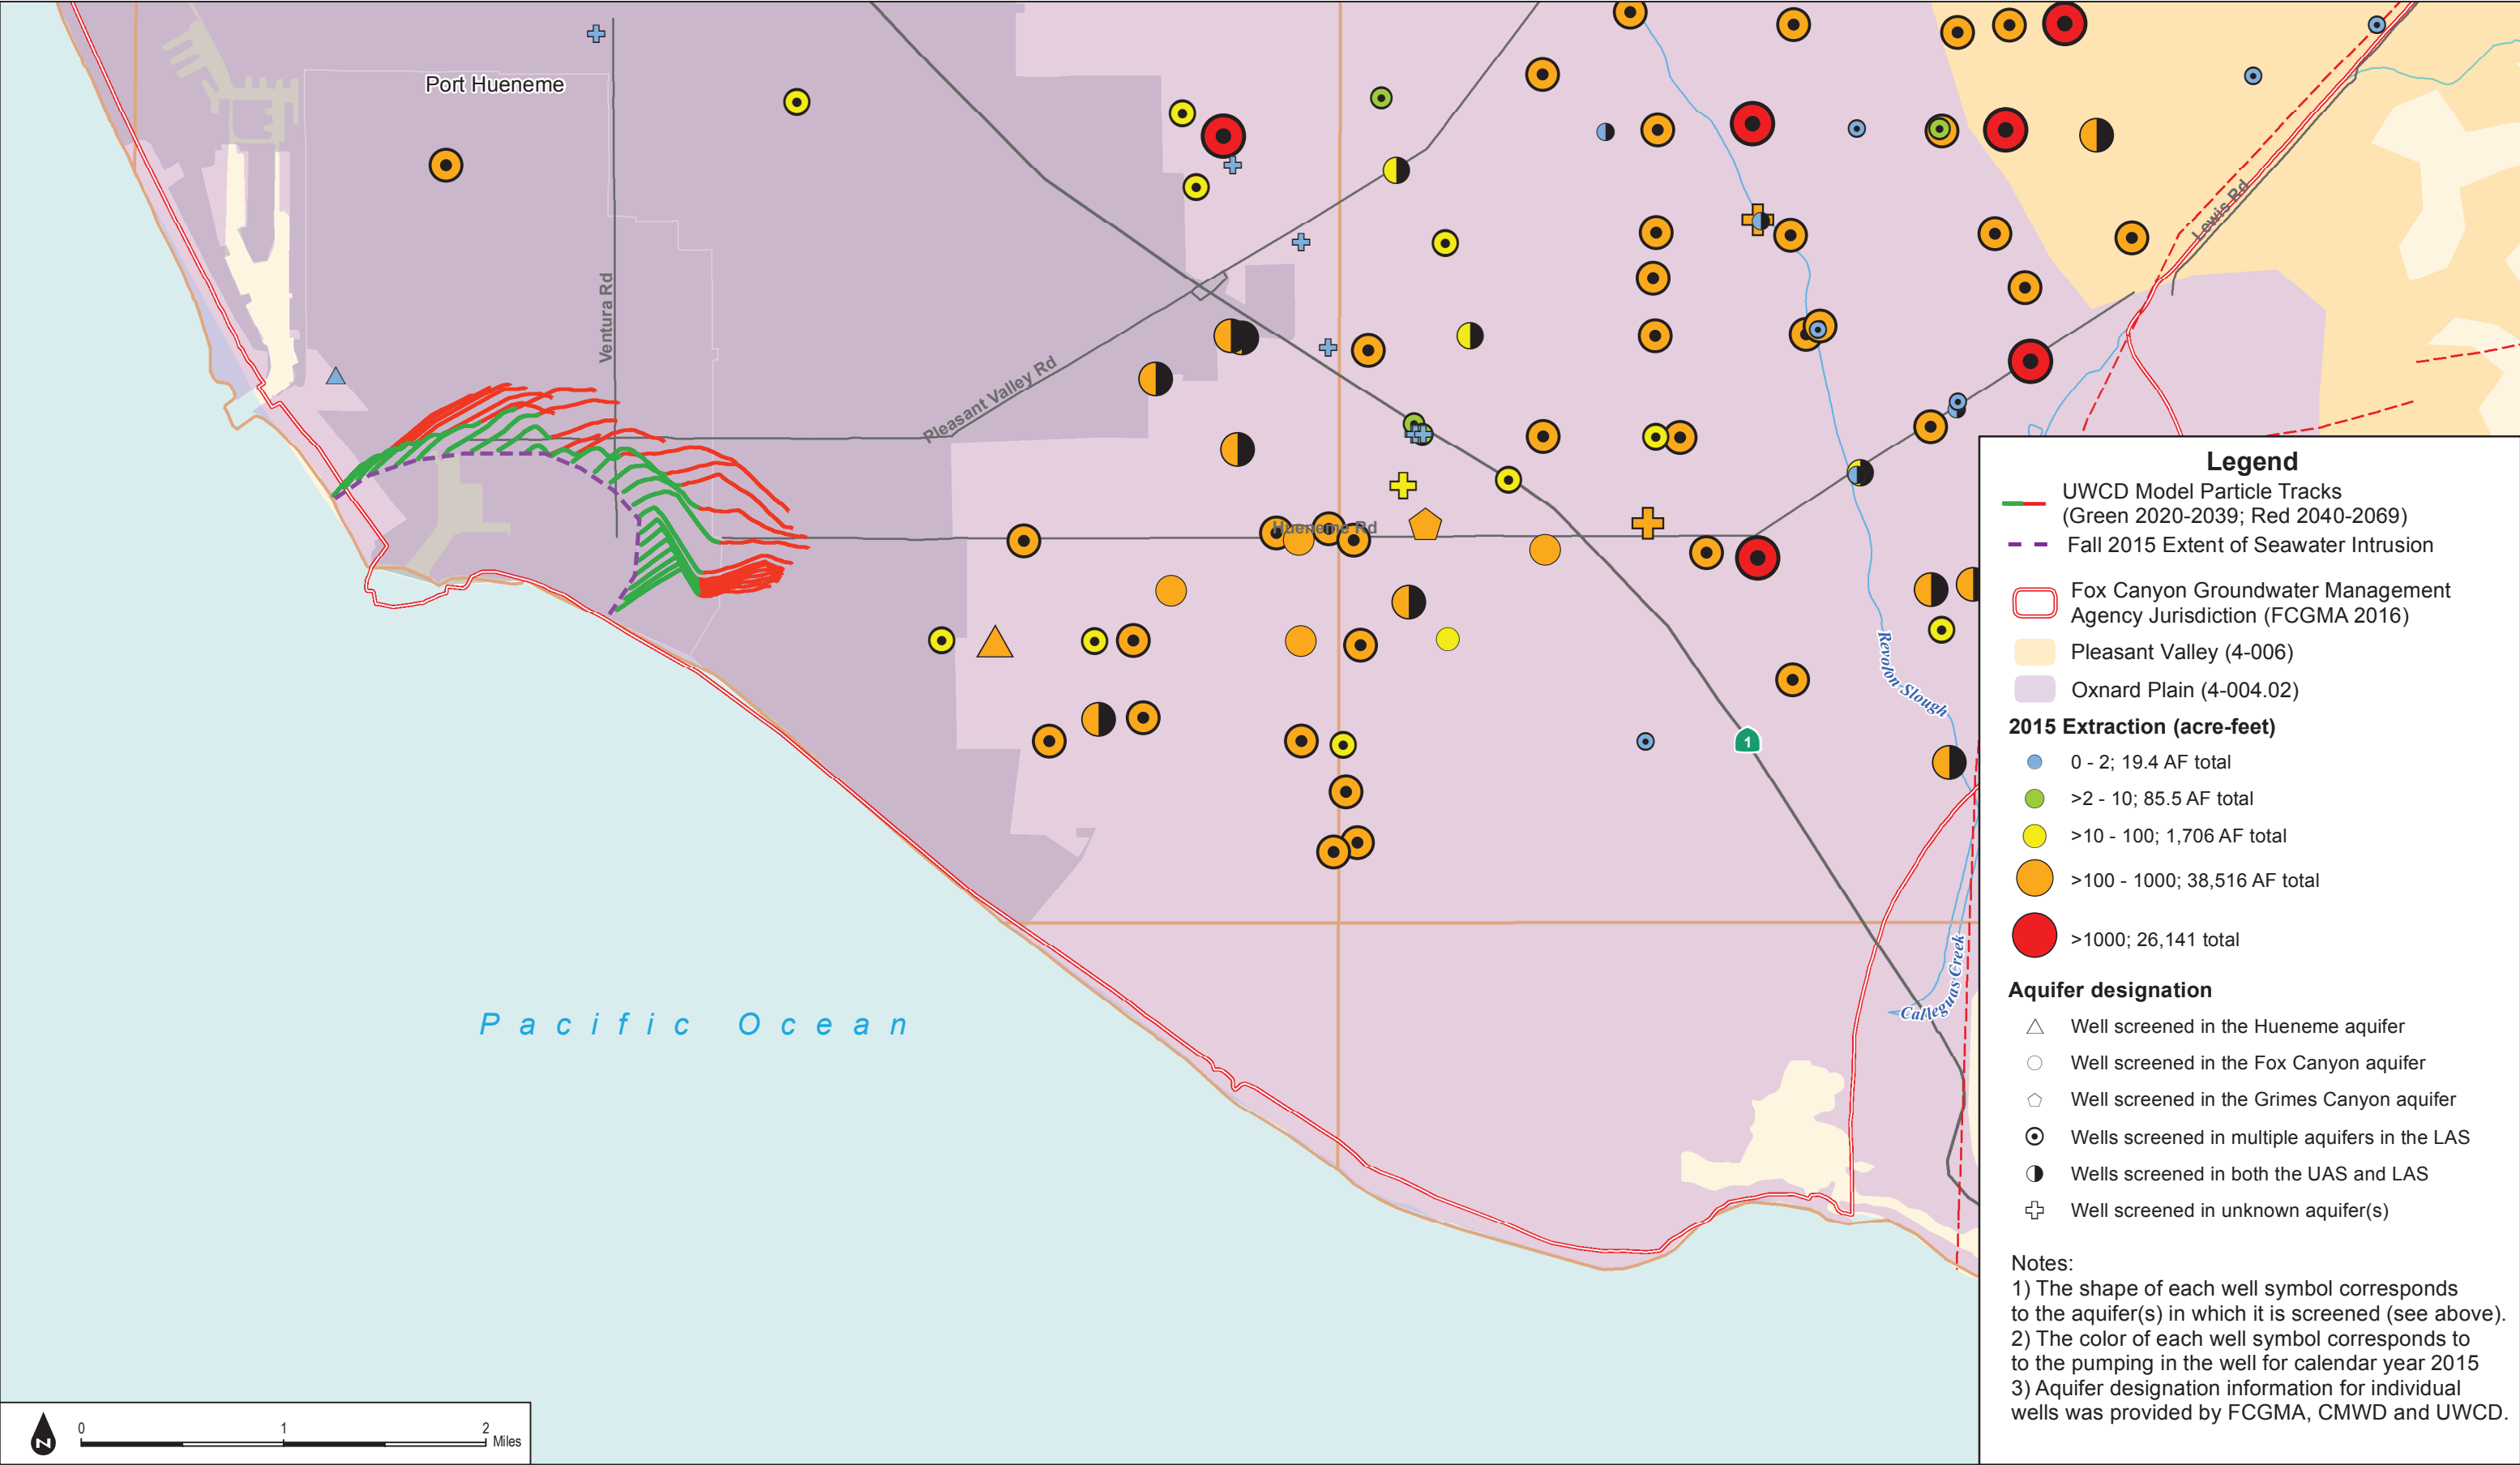 Port Hueneme
Ventura Rd
Pleasant Valley Rd
Lewis Rd
Hueneme Rd
Revolon Slough
1
Calleguas Creek
Pacific Ocean
Legend
UWCD Model Particle Tracks
(Green 2020-2039; Red 2040-2069)
Fall 2015 Extent of Seawater Intrusion
Fox Canyon Groundwater Management
Agency Jurisdiction (FCGMA 2016)
Pleasant Valley (4-006)
Oxnard Plain (4-004.02)
2015 Extraction (acre-feet)
0 - 2; 19.4 AF total
>2 - 10; 85.5 AF total
>10 - 100; 1,706 AF total
>100 - 1000; 38,516 AF total
>1000; 26,141 total
Aquifer designation
Well screened in the Hueneme aquifer
Well screened in the Fox Canyon aquifer
Well screened in the Grimes Canyon aquifer
Wells screened in multiple aquifers in the LAS
Wells screened in both the UAS and LAS
Well screened in unknown aquifer(s)
Notes:
1) The shape of each well symbol corresponds
to the aquifer(s) in which it is screened (see above).
2) The color of each well symbol corresponds to
to the pumping in the well for calendar year 2015
3) Aquifer designation information for individual
wells was provided by FCGMA, CMWD and UWCD.
N
0 1 2
Miles